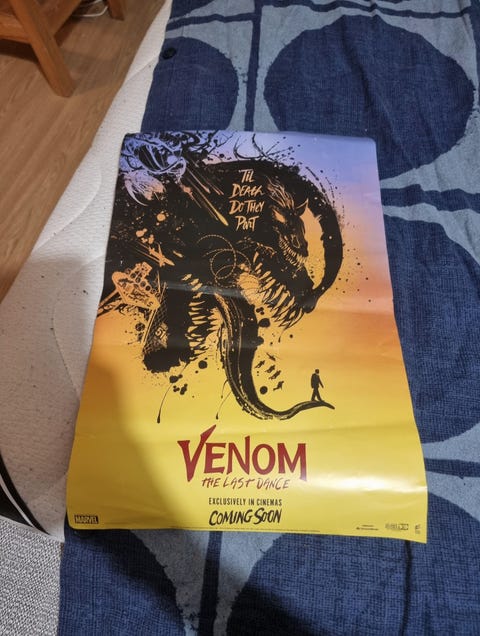 'TIL
DEATH
DO THEY
PART
VENOM
THE LAST DANCE
EXCLUSIVELY IN CINEMAS
COMING SOON
MARVEL